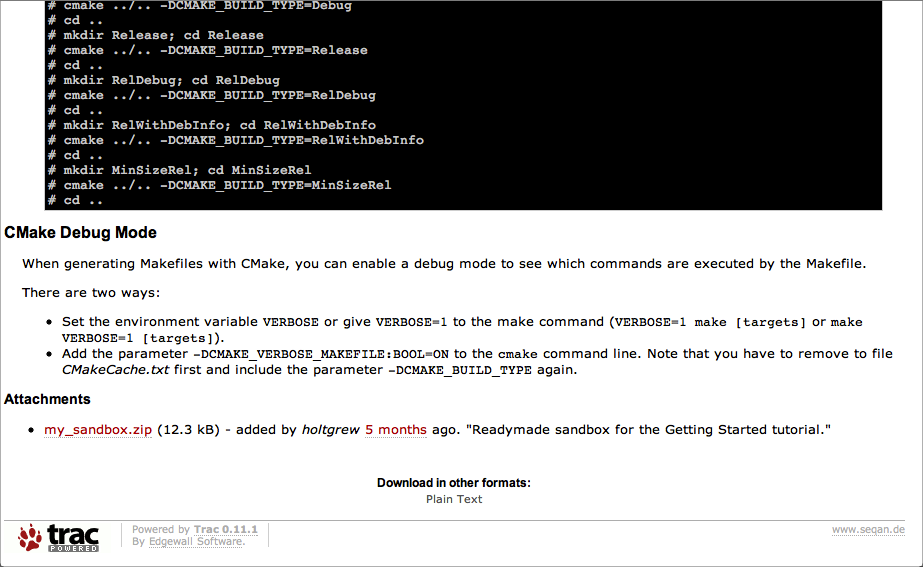 # cmake ../.. -DCMAKE_BUILD_TYPE=Debug
# cd ..
# mkdir Release; cd Release
# cmake ../.. -DCMAKE_BUILD_TYPE=Release
# cd ..
# mkdir RelDebug; cd RelDebug
# cmake ../.. -DCMAKE_BUILD_TYPE=RelDebug
# cd ..
# mkdir RelWithDebInfo; cd RelWithDebInfo
# cmake ../.. -DCMAKE_BUILD_TYPE=RelWithDebInfo
# cd ..
# mkdir MinSizeRel; cd MinSizeRel
# cmake ../.. -DCMAKE_BUILD_TYPE=MinSizeRel
# cd ..
CMake Debug Mode
When generating Makefiles with CMake, you can enable a debug mode to see which commands are executed by the Makefile.
There are two ways:
• Set the environment variable VERBOSE or give VERBOSE=1 to the make command (VERBOSE=1 make [targets] or make
VERBOSE=1 [targets]).
• Add the parameter -DCMAKE_VERBOSE_MAKEFILE:BOOL=ON to the cmake command line. Note that you have to remove to file
CMakeCache.txt first and include the parameter -DCMAKE_BUILD_TYPE again.
Attachments
• my_sandbox.zip (12.3 kB) - added by holtgrew 5 months ago. "Readymade sandbox for the Getting Started tutorial."
Download in other formats:
Plain Text
trac
POWERED
Powered by Trac 0.11.1
By Edgewall Software.
www.seqan.de